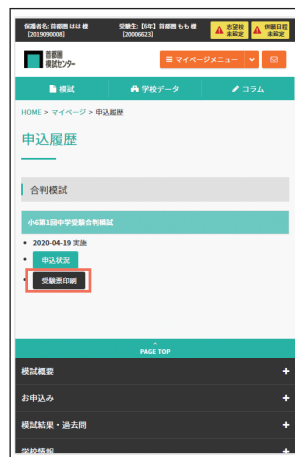 保護者名: 首都圏 はは 様
[2019090008]
受験生: [6年] 首都圏 もも 様
[20006623]
志望校
未設定
併願日程
未設定
首都圏
模試センター
マイページメニュー
模試
学校データ
コラム
HOME > マイページ > 申込履歴
申込履歴
合判模試
小6第1回中学受験合判模試
2020-04-19 実施
申込状況
受験票印刷
PAGE TOP
模試概要 +
お申込み +
模試結果・過去問 +
学校情報 +